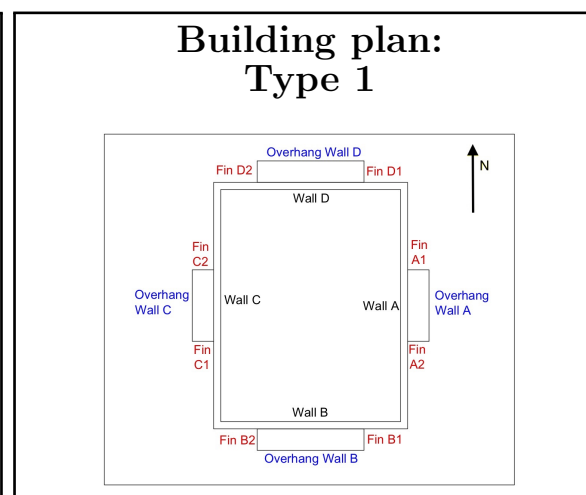 Building plan:
Type 1
Overhang Wall D
N
Fin D2
Fin D1
Wall D
Fin
C2
Fin
A1
Overhang
Wall C
Wall C
Wall A
Overhang
Wall A
Fin
C1
Fin
A2
Wall B
Fin B2
Fin B1
Overhang Wall B